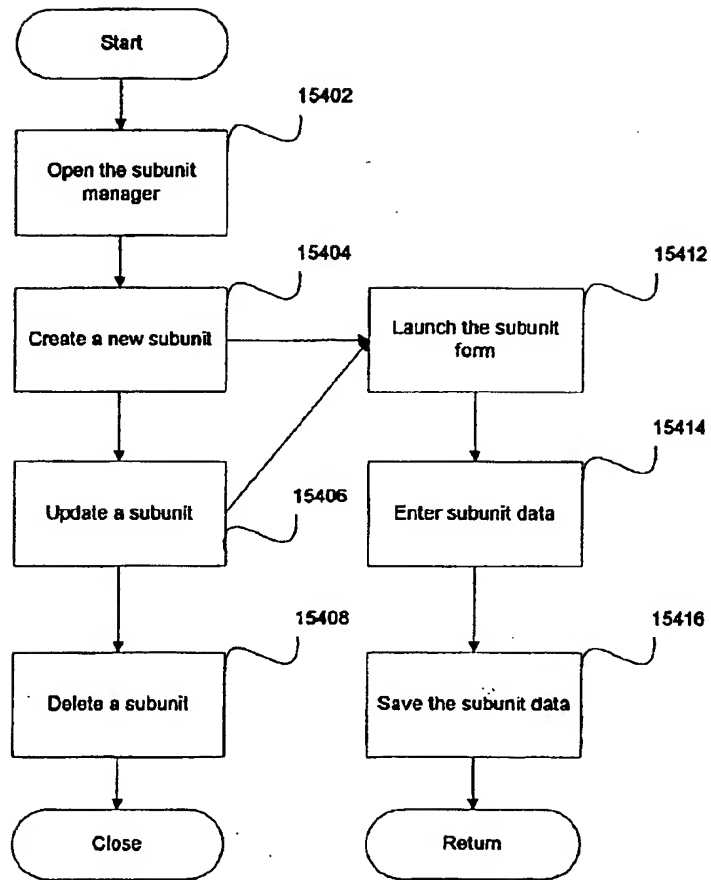 Start
15402
Open the subunit
manager
15404
Create a new subunit
15412
Launch the subunit
form
15406
Update a subunit
15414
Enter subunit data
15408
Delete a subunit
15416
Save the subunit data
Close
Return